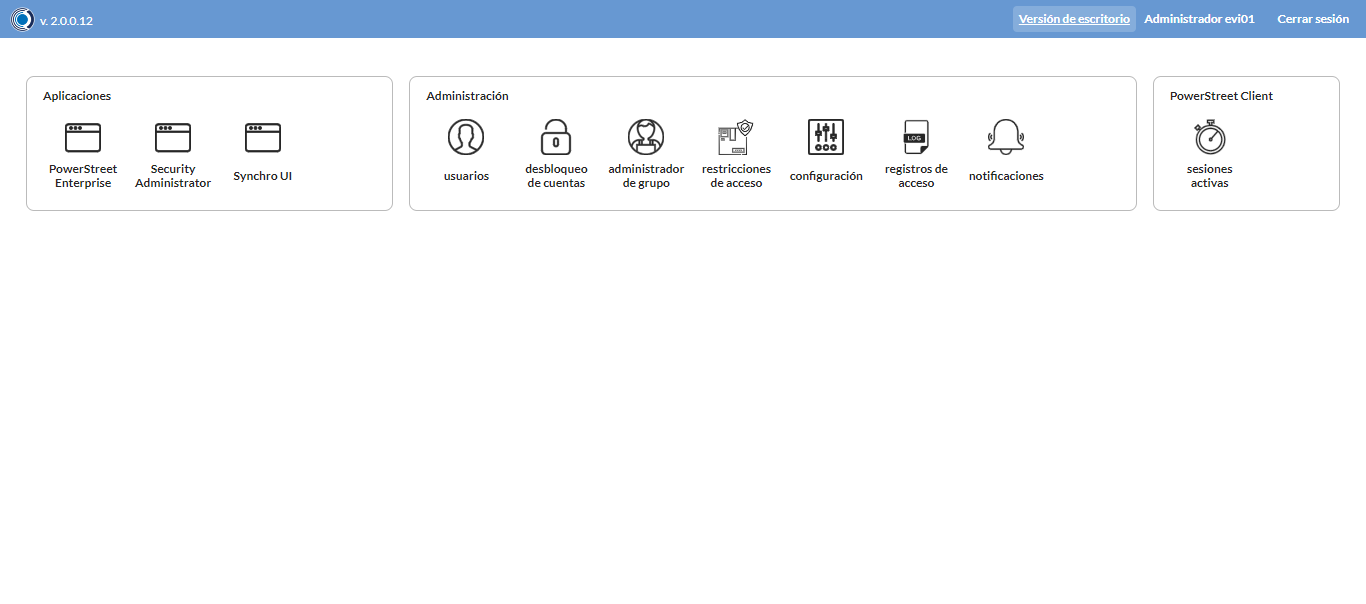 v. 2.0.0.12
Versión de escritorio
Administrador evi01
Cerrar sesión
Aplicaciones
PowerStreet
Enterprise
Security
Administrator
Synchro UI
Administración
usuarios
desbloqueo
de cuentas
administrador
de grupo
restricciones
de acceso
configuración
LOG
registros de
acceso
notificaciones
PowerStreet Client
sesiones
activas